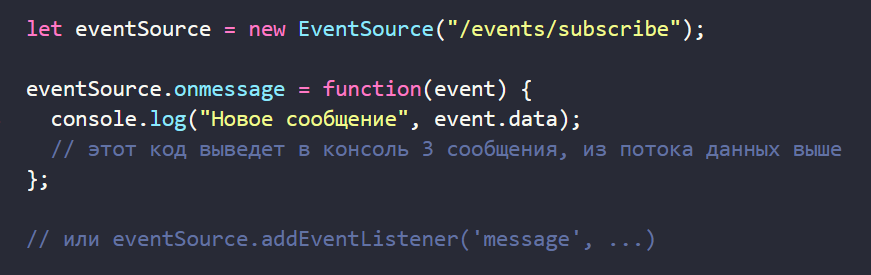 let eventSource = new EventSource("/events/subscribe");
eventSource.onmessage = function(event) {
console.log("Новое сообщение", event.data);
// этот код выведет в консоль 3 сообщения, из потока данных выше
};
// или eventSource.addEventListener('message', ...)